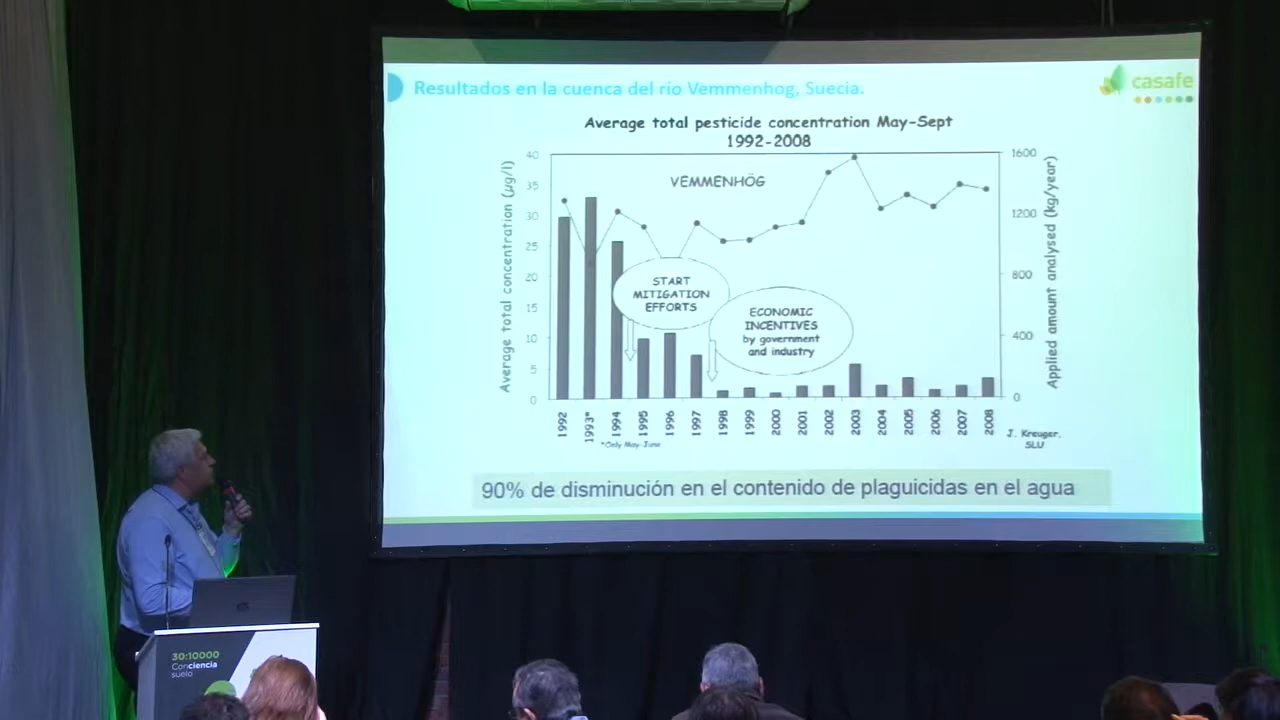 Resultados en la cuenca del río Vemmenhog, Suecia.
casafe
Average total pesticide concentration May-Sept
1992-2008
Average total concentration (µg/l)
40
35
30
25
20
15
10
5
0
VEMMENHÖG
START
MITIGATION
EFFORTS
ECONOMIC
INCENTIVES
by government
and industry
1600
1200
800
400
0
Applied amount analysed (kg/year)
1992
1993*
1994
1995
1996
1997
1998
1999
2000
2001
2002
2003
2004
2005
2006
2007
2008
*Only May-June
J. Kreuger,
SLU
90% de disminución en el contenido de plaguicidas en el agua
30:10000
Conciencia
suelo